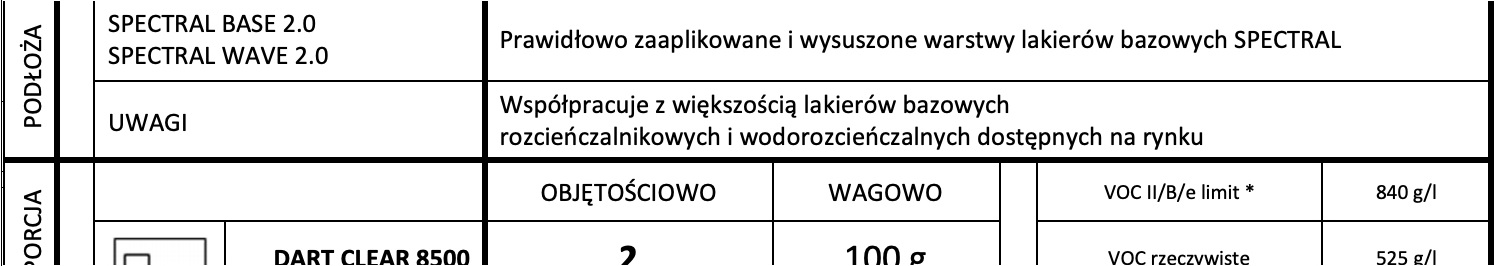 PODŁOŻA
SPECTRAL BASE 2.0
SPECTRAL WAVE 2.0
Prawidłowo zaaplikowane i wysuszone warstwy lakierów bazowych SPECTRAL
UWAGI
Współpracuje z większością lakierów bazowych
rozcieńczalnikowych i wodorozcieńczalnych dostępnych na rynku
PORCJA
OBJĘTOŚCIOWO
WAGOWO
VOC II/B/e limit *
840 g/l
DART CLEAR 8500
2
100 g
VOC rzeczywiste
525 g/l